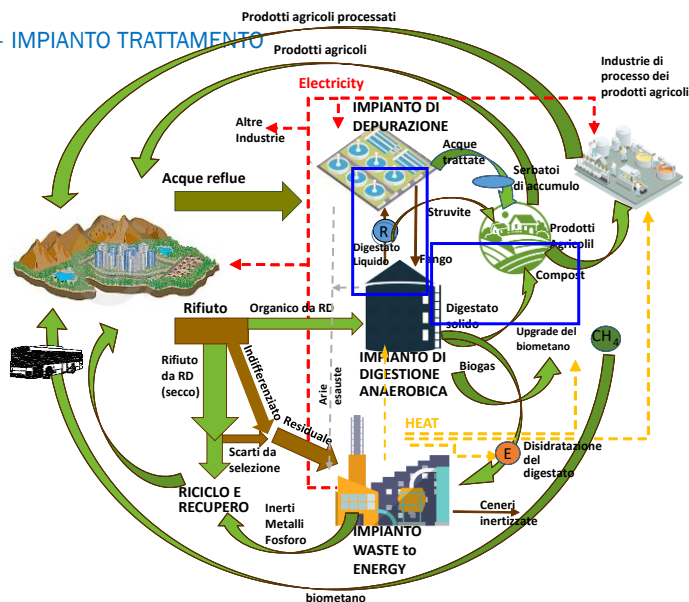 Prodotti agricoli processati
- IMPIANTO TRATTAMENTO
Prodotti agricoli
Industrie di
processo dei
prodotti agricoli
Electricity
IMPIANTO DI
DEPURAZIONE
Altre
Industrie
Acque
trattate
Serbatoi
di accumulo
Acque reflue
Struvite
R
Digestato
Liquido
Fango
Prodotti
Agricolil
Compost
Rifiuto
Organico da RD
Digestato
solido
Upgrade del
biometano
CH4
Rifiuto
da RD
(secco)
Indifferenziato
IMPIANTO DI
DIGESTIONE
ANAEROBICA
Biogas
Arie
esauste
HEAT
Residuale
Scarti da
selezione
E
Disidratazione
del
digestato
RICICLO E
RECUPERO
Inerti
Metalli
Fosforo
Ceneri
inertizzate
IMPIANTO
WASTE to
ENERGY
biometano